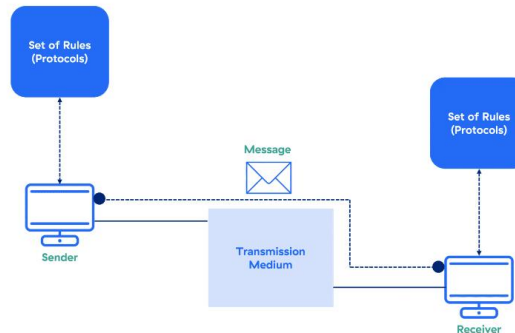 Set of Rules
(Protocols)
Set of Rules
(Protocols)
Message
Transmission
Medium
Sender
Receiver